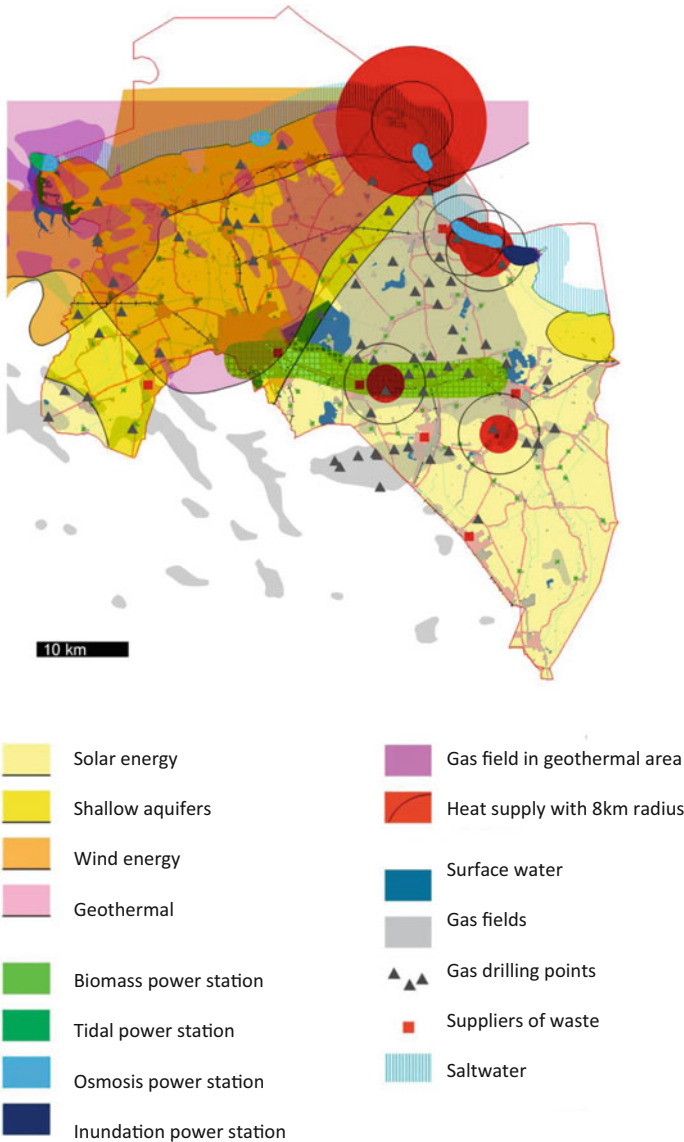 10 km
Solar energy
Shallow aquifers
Wind energy
Geothermal
Biomass power station
Tidal power station
Osmosis power station
Inundation power station
Gas field in geothermal area
Heat supply with 8km radius
Surface water
Gas fields
Gas drilling points
Suppliers of waste
Saltwater